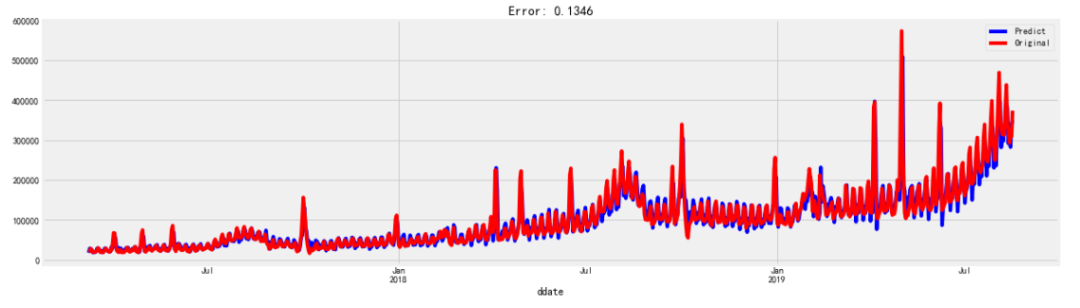 Error: 0.1346
600000
Predict
Original
500000
400000
300000
200000
100000
0
Jul
Jan
2018
Jul
Jan
2019
Jul
ddate